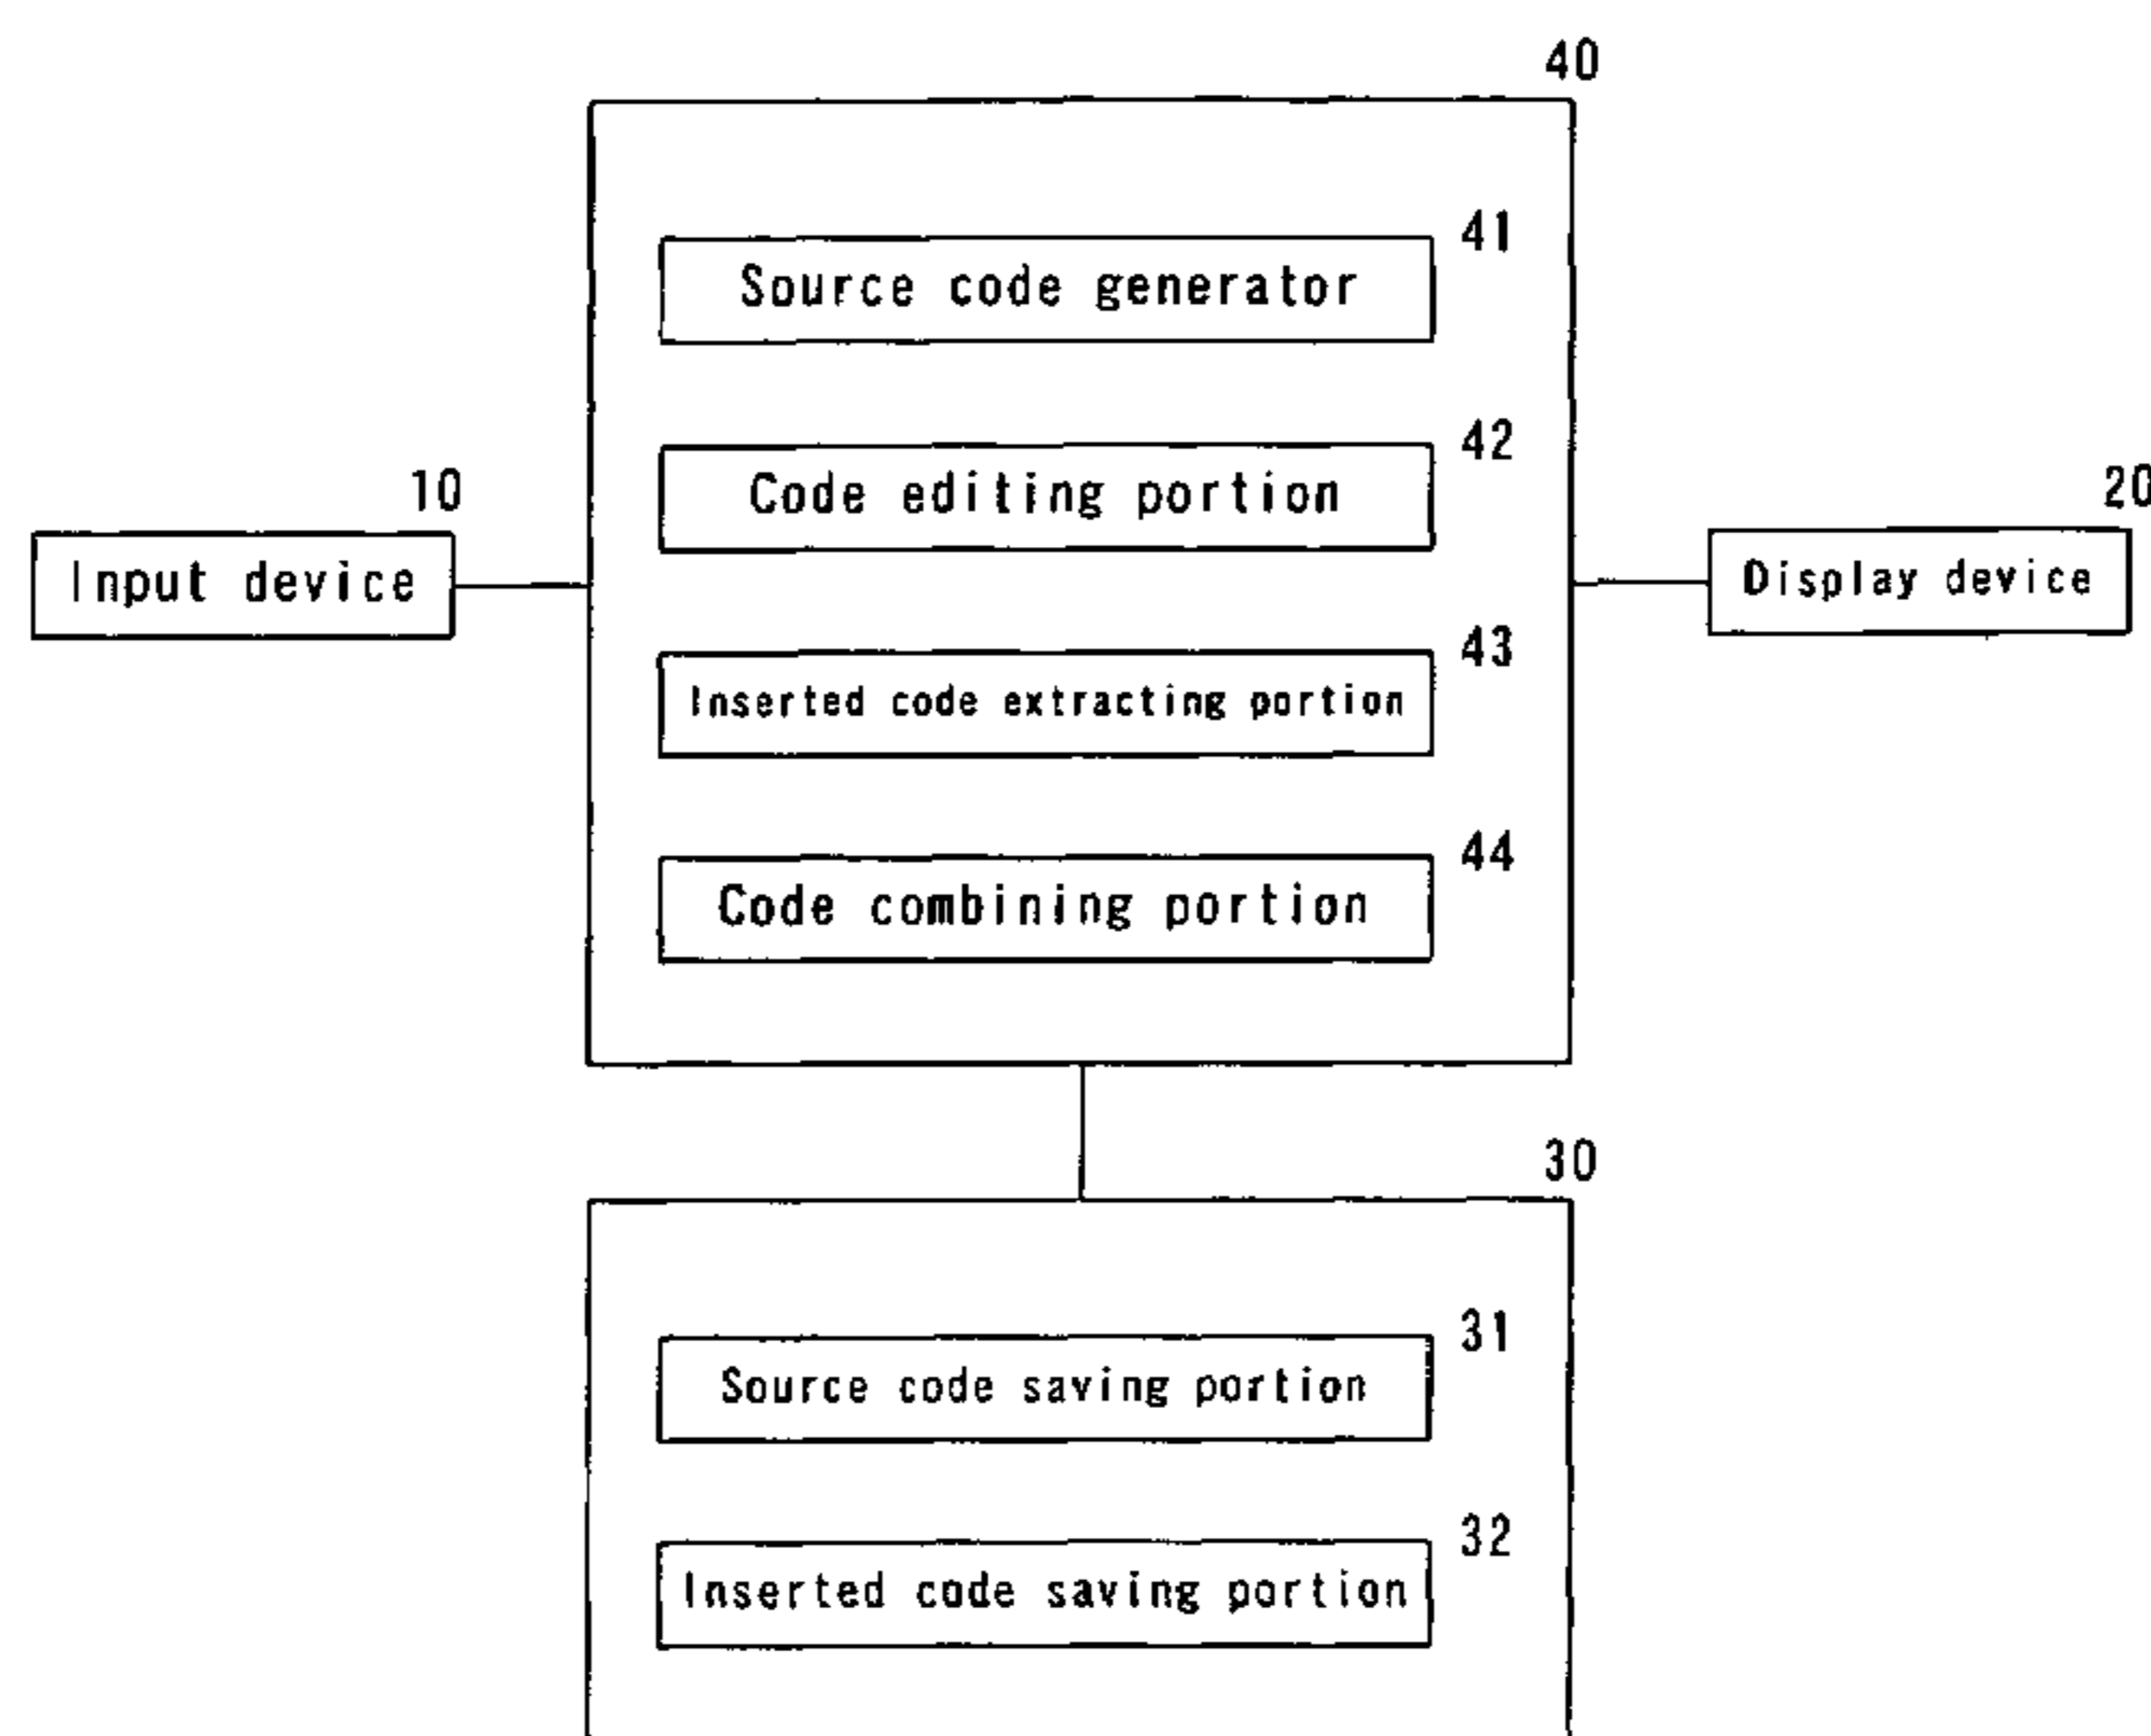 40
41
Source code generator
42
Code editing portion
10
Input device
20
Display device
43
Inserted code extracting portion
44
Code combining portion
30
31
Source code saving portion
32
Inserted code saving portion